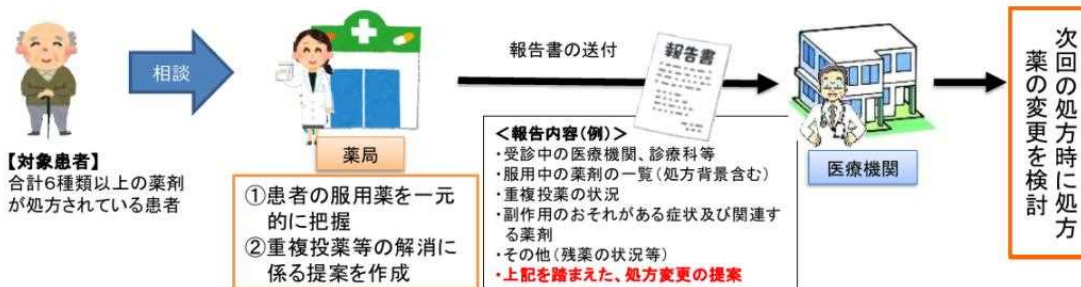 相談
【対象患者】
合計6種類以上の薬剤
が処方されている患者
薬局
①患者の服用薬を一元
的に把握
②重複投薬等の解消に
係る提案を作成
報告書の送付
報告書
＜報告内容(例)＞
・受診中の医療機関、診療科等
・服用中の薬剤の一覧(処方背景含む)
・重複投薬の状況
・副作用のおそれがある症状及び関連す
る薬剤
・その他(残薬の状況等)
・上記を踏まえた、処方変更の提案
医療機関
次回の処方時に処方
薬の変更を検討